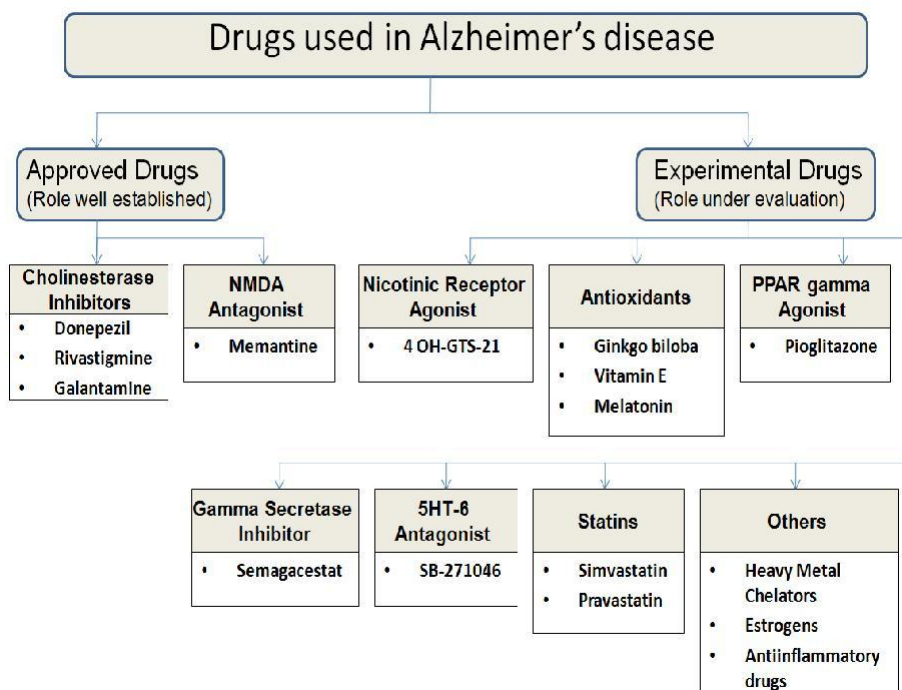 Drugs used in Alzheimer's disease
Approved Drugs
(Role well established)
Experimental Drugs
(Role under evaluation)
Cholinesterase
Inhibitors
• Donepezil
• Rivastigmine
• Galantamine
NMDA
Antagonist
• Memantine
Nicotinic Receptor
Agonist
• 4 OH-GTS-21
Antioxidants
• Ginkgo biloba
• Vitamin E
• Melatonin
PPAR gamma
Agonist
• Pioglitazone
Gamma Secretase
Inhibitor
• Semagacestat
5HT-6
Antagonist
• SB-271046
Statins
• Simvastatin
• Pravastatin
Others
• Heavy Metal
Chelators
• Estrogens
• Antiinflammatory
drugs